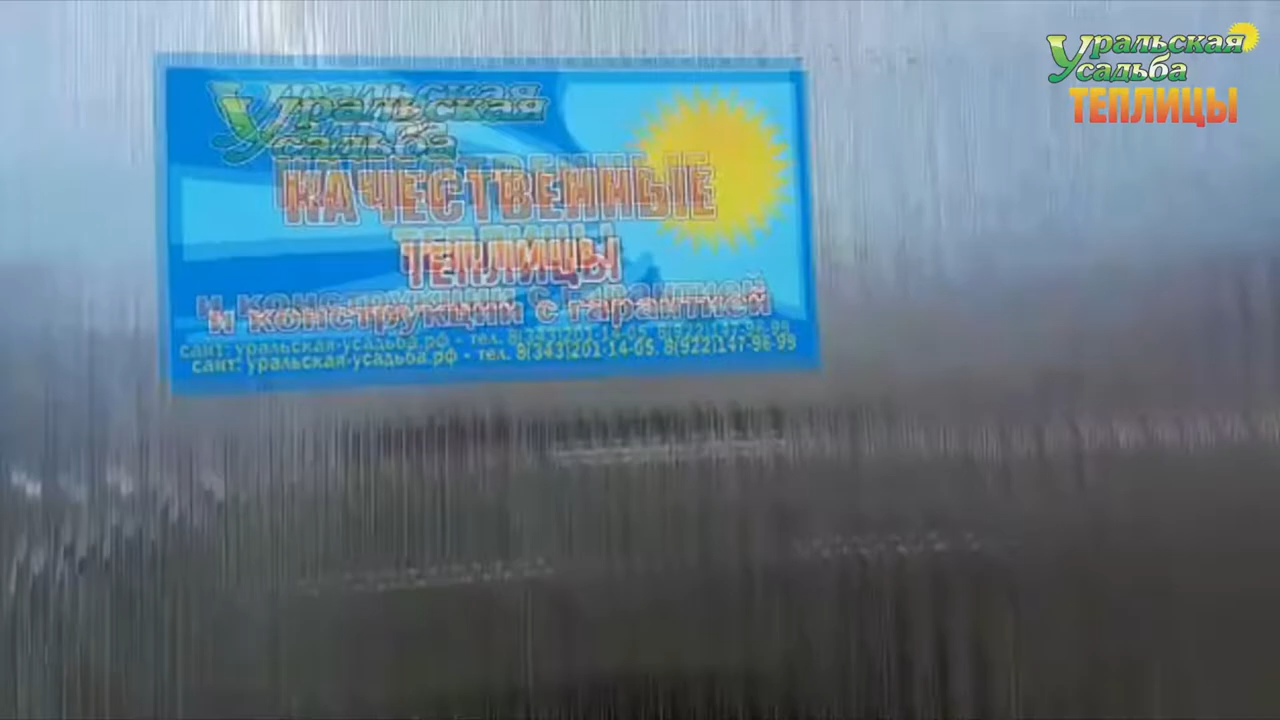 Уральская
Усадьба
ТЕПЛИЦЫ
Уральская
Усадьба
КАЧЕСТВЕННЫЕ
ТЕПЛИЦЫ
и конструкции с гарантией
сайт: уральская-усадьба.рф - тел. 8(343)201-14-05, 8(922)147-96-99